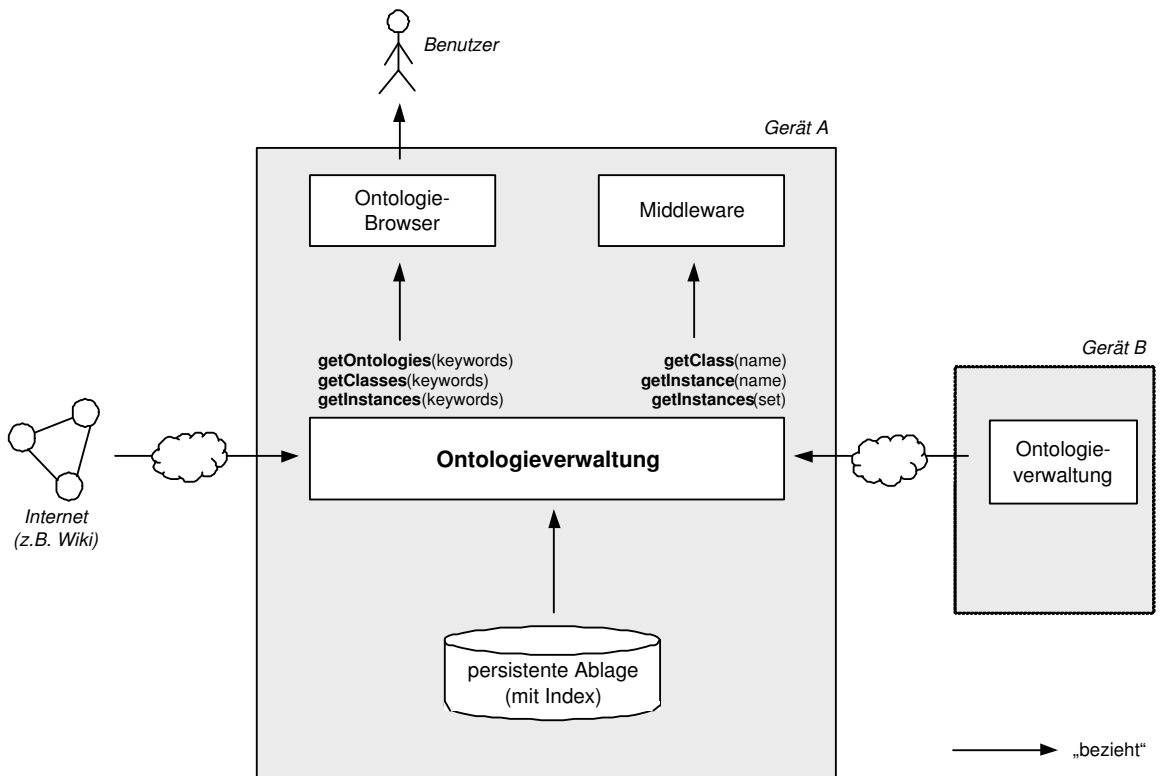 Benutzer
Gerät A
Ontologie-
Browser
Middleware
getOntologies(keywords)
getClasses(keywords)
getInstances(keywords)
getClass(name)
getInstance(name)
getInstances(set)
Gerät B
Ontologieverwaltung
Ontologie-
verwaltung
Internet
(z.B. Wiki)
persistente Ablage
(mit Index)
„bezieht“